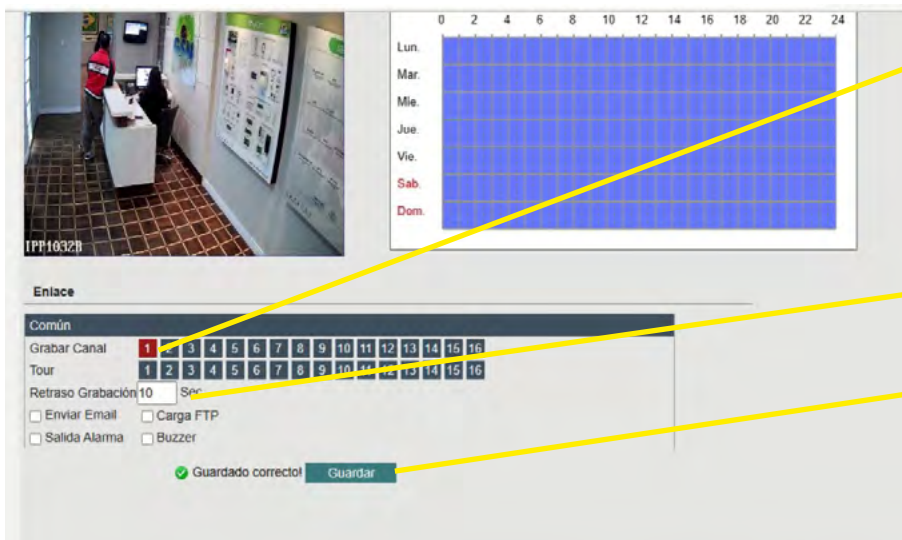 0 2 4 6 8 10 12 14 16 18 20 22 24
Lun.
Mar.
Mie.
Jue.
Vie.
Sab.
Dom.
IPP1032B
Enlace
Común
Grabar Canal 1 2 3 4 5 6 7 8 9 10 11 12 13 14 15 16
Tour 1 2 3 4 5 6 7 8 9 10 11 12 13 14 15 16
Retraso Grabación 10 Sec
Enviar Email Carga FTP
Salida Alarma Buzzer
Guardado correcto! Guardar